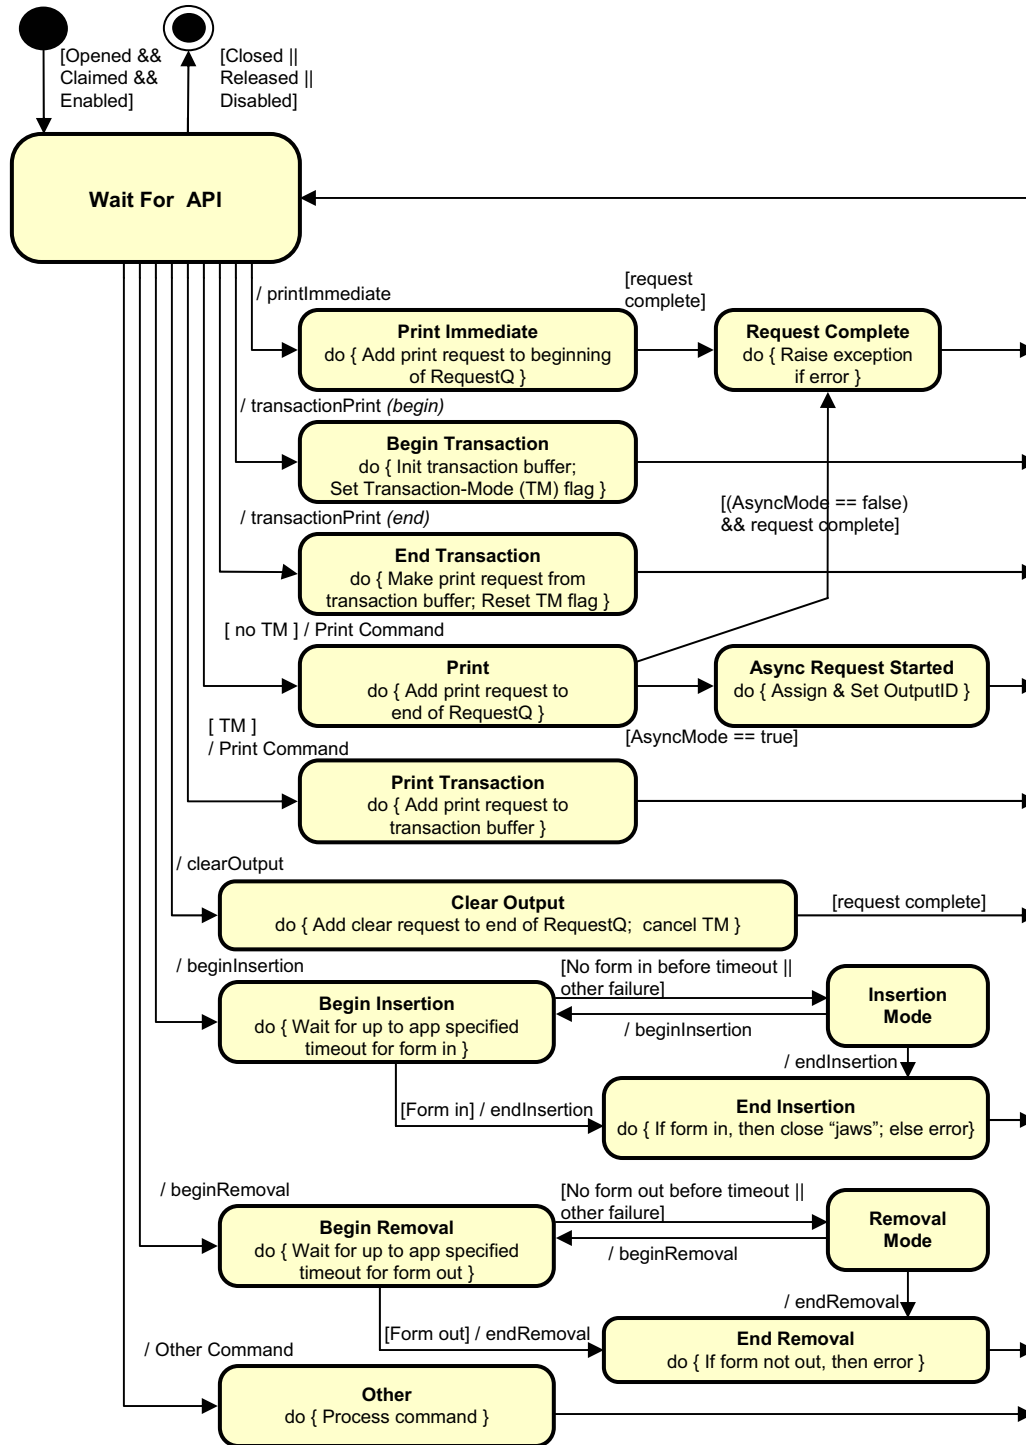 [Opened &&
Claimed &&
Enabled]
[Closed ||
Released ||
Disabled]
Wait For  API
/ printImmediate
[request
complete]
Print Immediate
do { Add print request to beginning
of RequestQ }
Request Complete
do { Raise exception
if error }
/ transactionPrint (begin)
Begin Transaction
do { Init transaction buffer;
Set Transaction-Mode (TM) flag }
[(AsyncMode == false)
&& request complete]
/ transactionPrint (end)
End Transaction
do { Make print request from
transaction buffer; Reset TM flag }
[ no TM ] / Print Command
Print
do { Add print request to
end of RequestQ }
Async Request Started
do { Assign & Set OutputID }
[AsyncMode == true]
[ TM ]
/ Print Command
Print Transaction
do { Add print request to
transaction buffer }
/ clearOutput
Clear Output
do { Add clear request to end of RequestQ;  cancel TM }
[request complete]
/ beginInsertion
Begin Insertion
do { Wait for up to app specified
timeout for form in }
[No form in before timeout ||
other failure]
/ beginInsertion
Insertion
Mode
/ endInsertion
[Form in] / endInsertion
End Insertion
do { If form in, then close “jaws”; else error}
/ beginRemoval
Begin Removal
do { Wait for up to app specified
timeout for form out }
[No form out before timeout ||
other failure]
/ beginRemoval
Removal
Mode
/ endRemoval
[Form out] / endRemoval
End Removal
do { If form not out, then error }
/ Other Command
Other
do { Process command }